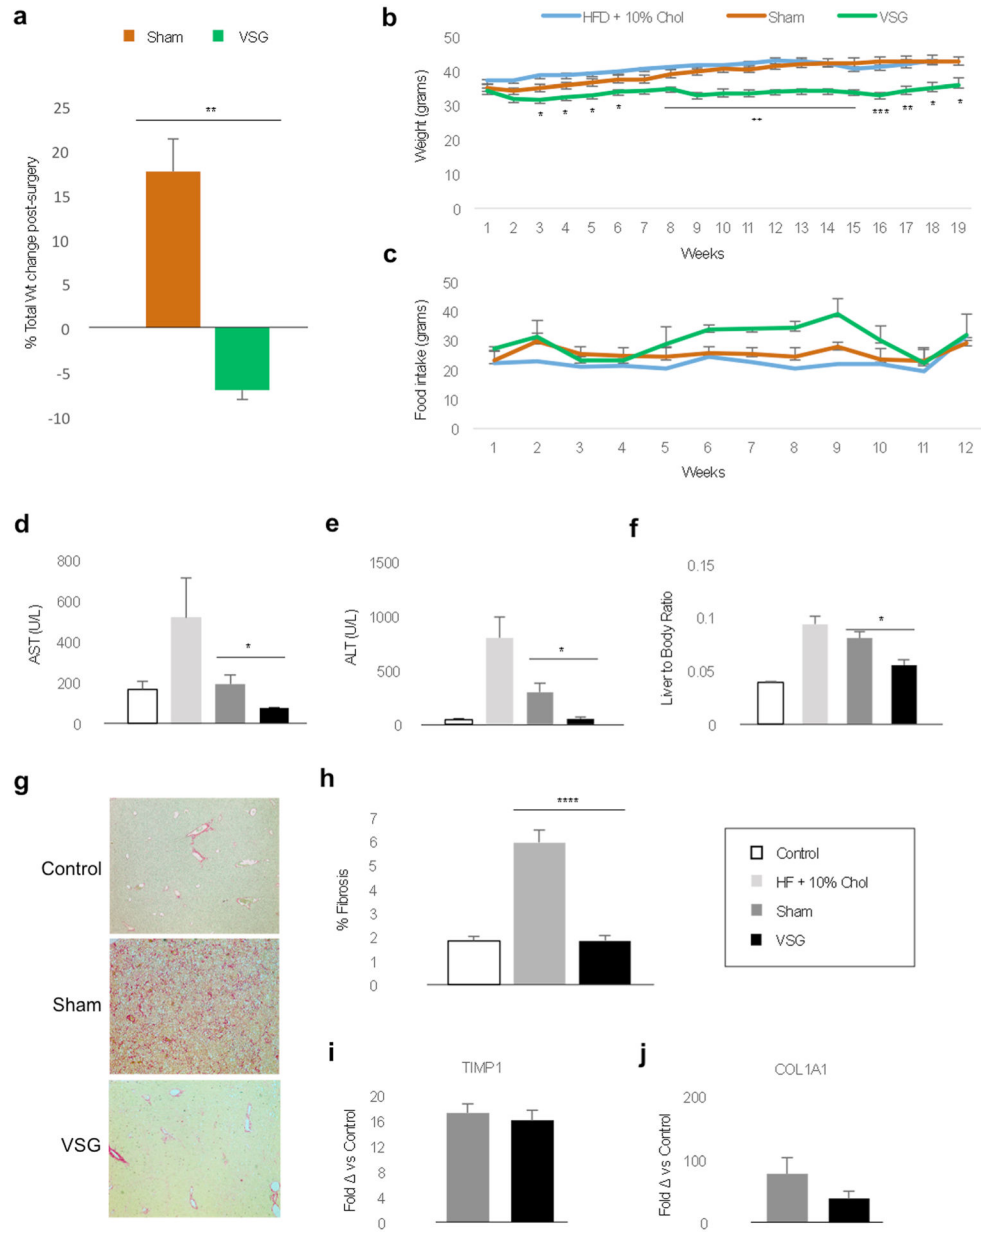 a
Sham VSG
**
25
20
15
10
5
0
-5
-10
% Total Wt change post-surgery
b
HFD + 10% Chol Sham VSG
50
40
30
20
10
0
Weight (grams)
* * * * ** *** ** * *
1 2 3 4 5 6 7 8 9 10 11 12 13 14 15 16 17 18 19
Weeks
c
50
40
30
20
10
0
Food intake (grams)
1 2 3 4 5 6 7 8 9 10 11 12
Weeks
d
800
600
400
200
0
AST (U/L)
*
e
1500
1000
500
0
ALT (U/L)
*
f
0.15
0.1
0.05
0
Liver to Body Ratio
*
g
Control
Sham
VSG
h
****
7
6
5
4
3
2
1
0
% Fibrosis
Control
HF + 10% Chol
Sham
VSG
i
TIMP1
20
16
12
8
4
0
Fold Δ vs Control
j
COL1A1
200
100
0
Fold Δ vs Control